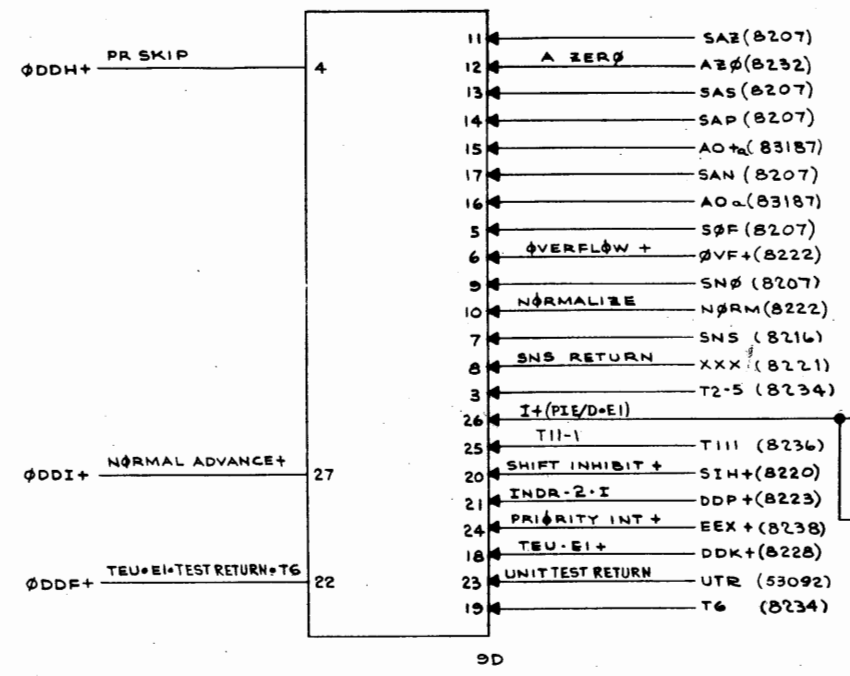 11 SAZ (8207)
ØDDH+ PR SKIP 4 12 A ZERØ AZØ(8232)
13 SAS (8207)
14 SAP (8207)
15 AO+a(83187)
17 SAN (8207)
16 AOa(83187)
5 SØF (8207)
6 ØVERFLØW + ØVF+(8222)
9 SNØ (8207)
10 NØRMALIZE NØRM(8222)
7 SNS (8216)
8 SNS RETURN XXX (8221)
3 T2-5 (8234)
26 I+(PIE/D•EI)
25 T11-1 T111 (8236)
ØDDI+ NØRMAL ADVANCE+ 27 20 SHIFT INHIBIT + SIH+(8220)
21 INDR-2•I DDP+(8223)
24 PRIØRITY INT + EEX+(8238)
18 TEU•EI+ DDK+(8228)
ØDDF+ TEU•EI•TEST RETURN•T6 22 23 UNIT TEST RETURN UTR (53092)
19 T6 (8234)
9D